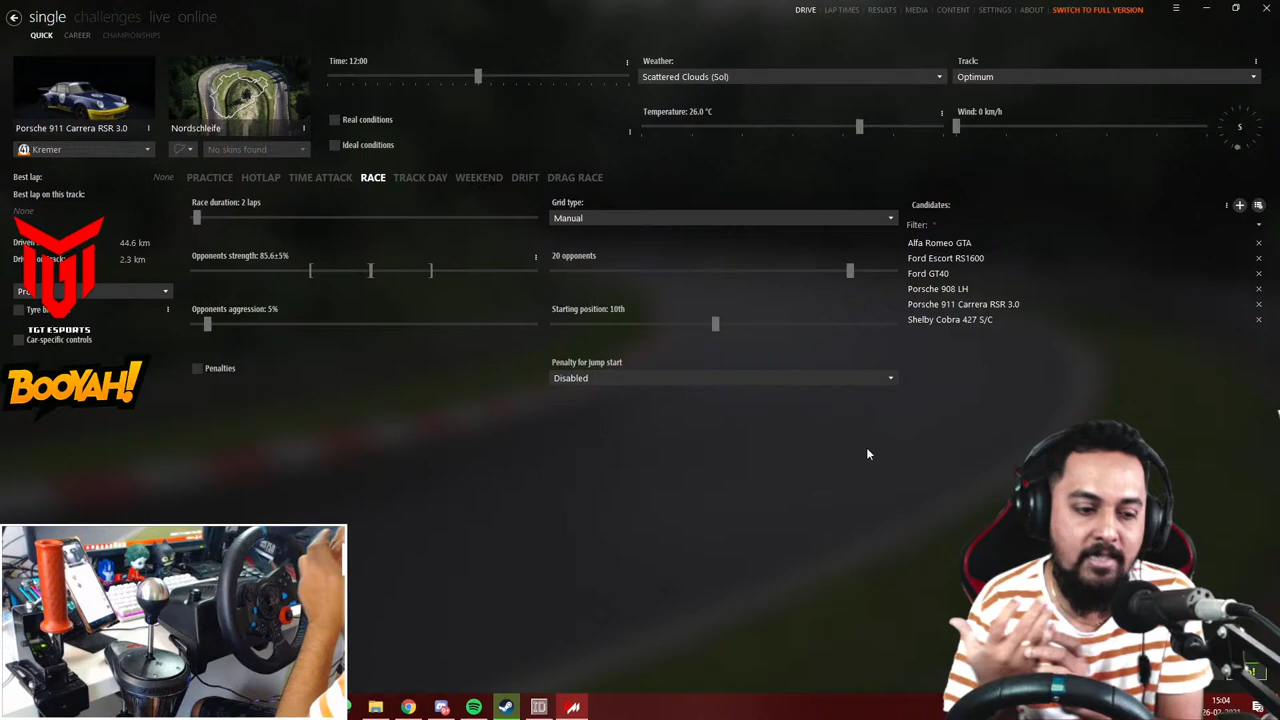 single challenges live online
DRIVE LAP TIMES RESULTS MEDIA CONTENT SETTINGS ABOUT SWITCH TO FULL VERSION
QUICK CAREER CHAMPIONSHIPS
Time: 12:00
Weather:
Track:
Scattered Clouds (Sol)
Optimum
Temperature: 26.0 °C
Wind: 0 km/h
S
Real conditions
Ideal conditions
Porsche 911 Carrera RSR 3.0
Nordschleife
Kremer
No skins found
Best lap: None
Best lap on this track:
None
44.6 km
2.3 km
PRACTICE HOTLAP TIME ATTACK RACE TRACK DAY WEEKEND DRIFT DRAG RACE
Race duration: 2 laps
Grid type:
Manual
Opponents strength: 85.6±5%
20 opponents
Opponents aggression: 5%
Starting position: 10th
Penalties
Penalty for jump start
Disabled
Candidates:
Filter: *
Alfa Romeo GTA
Ford Escort RS1600
Ford GT40
Porsche 908 LH
Porsche 911 Carrera RSR 3.0
Shelby Cobra 427 S/C
TGT ESPORTS
Car-specific controls
BOOYAH!
15:04
26-02-2021